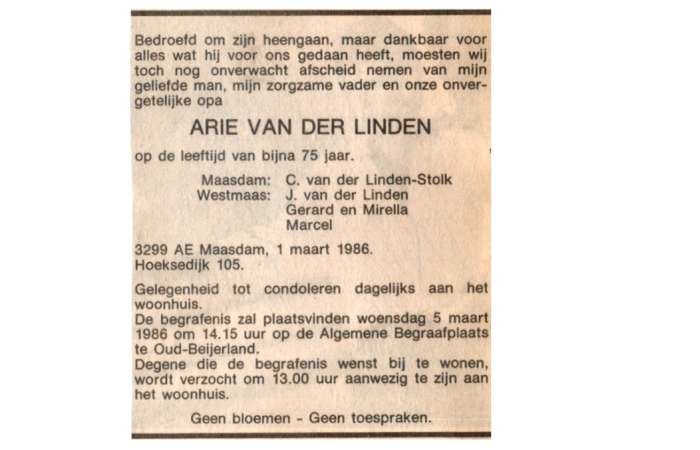 Bedroefd om zijn heengaan, maar dankbaar voor
alles wat hij voor ons gedaan heeft, moesten wij
toch nog onverwacht afscheid nemen van mijn
geliefde man, mijn zorgzame vader en onze onver-
getelijke opa
ARIE VAN DER LINDEN
op de leeftijd van bijna 75 jaar.
Maasdam: C. van der Linden-Stolk
Westmaas: J. van der Linden
Gerard en Mirella
Marcel
3299 AE Maasdam, 1 maart 1986.
Hoeksedijk 105.
Gelegenheid tot condoleren dagelijks aan het
woonhuis.
De begrafenis zal plaatsvinden woensdag 5 maart
1986 om 14.15 uur op de Algemene Begraafplaats
te Oud-Beijerland.
Degene die de begrafenis wenst bij te wonen,
wordt verzocht om 13.00 uur aanwezig te zijn aan
het woonhuis.
Geen bloemen - Geen toespraken.